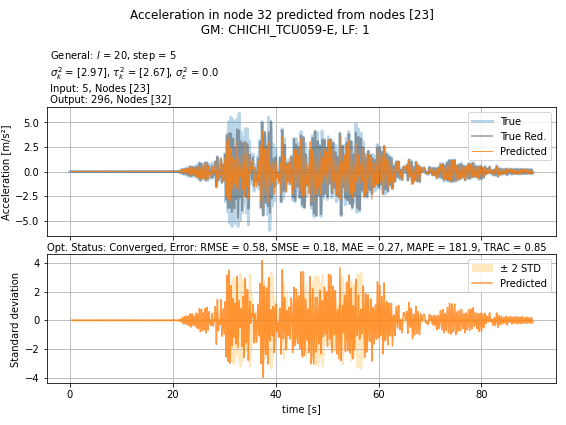 Acceleration in node 32 predicted from nodes [23]
GM: CHICHI_TCU059-E, LF: 1
General: l = 20, step = 5
σ²ₖ = [2.97], τ²ₖ = [2.67], σ²ε = 0.0
Input: 5, Nodes [23]
Output: 296, Nodes [32]
Acceleration [m/s²]
5.0
2.5
0.0
−2.5
−5.0
True
True Red.
Predicted
Opt. Status: Converged, Error: RMSE = 0.58, SMSE = 0.18, MAE = 0.27, MAPE = 181.9, TRAC = 0.85
Standard deviation
4
2
0
−2
−4
± 2 STD
Predicted
0
20
40
60
80
time [s]